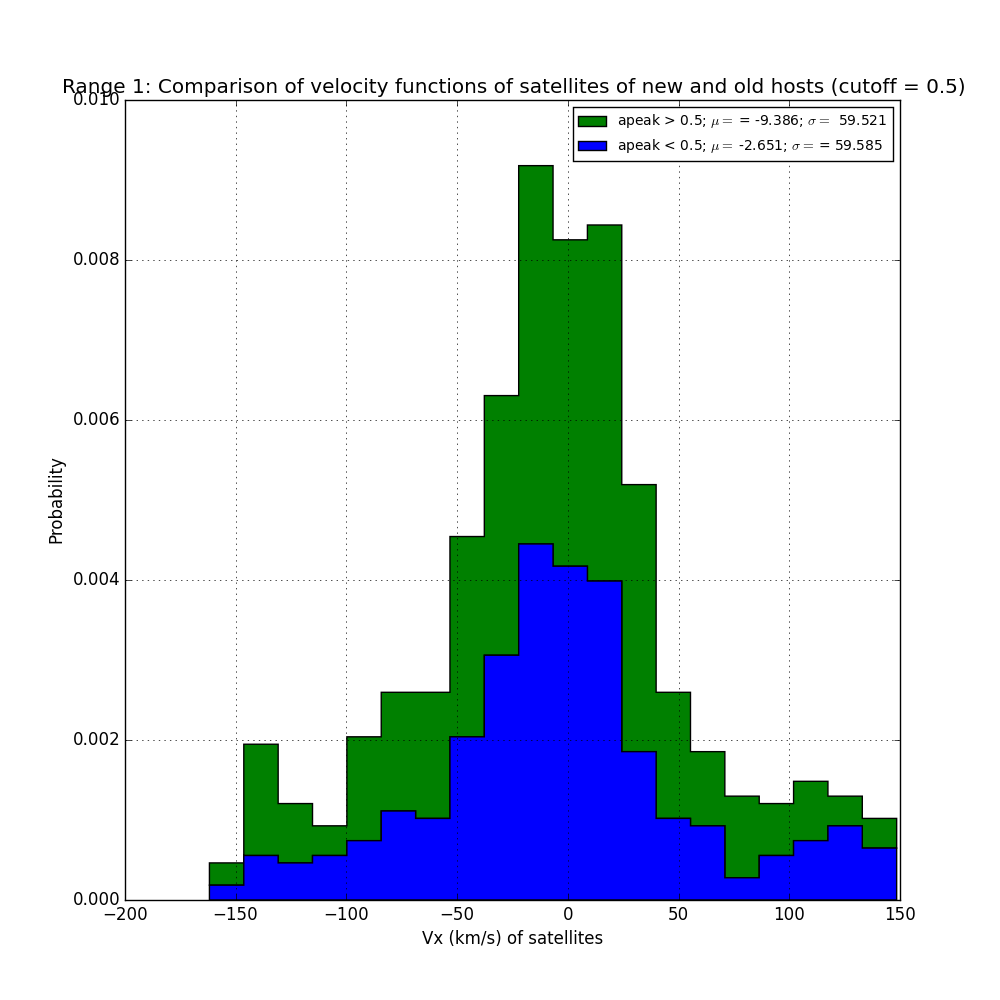 Range 1: Comparison of velocity functions of satellites of new and old hosts (cutoff = 0.5)
0.010
apeak > 0.5; μ = = -9.386; σ = 59.521
apeak < 0.5; μ = -2.651; σ = = 59.585
0.008
0.006
Probability
0.004
0.002
0.000
−200 −150 −100 −50 0 50 100 150
Vx (km/s) of satellites